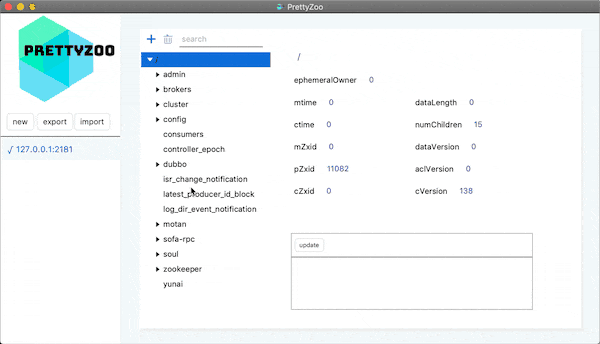 PrettyZoo
PRETTYZOO
new export import
√ 127.0.0.1:2181
+ search
/
admin
brokers
cluster
config
consumers
controller_epoch
dubbo
isr_change_notification
latest_producer_id_block
log_dir_event_notification
motan
sofa-rpc
soul
zookeeper
yunai
/
ephemeralOwner 0
mtime 0 dataLength 0
ctime 0 numChildren 15
mZxid 0 dataVersion 0
pZxid 11082 aclVersion 0
cZxid 0 cVersion 138
update